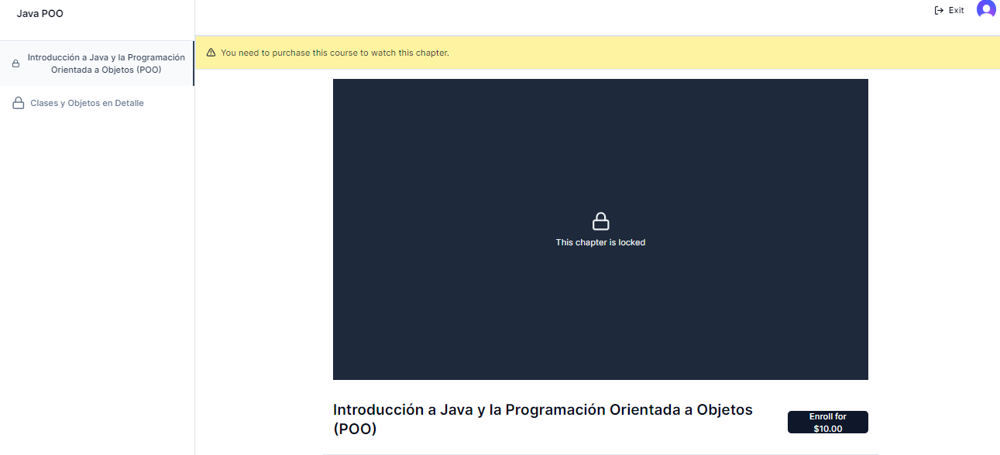 Java POO
Exit
Introducción a Java y la Programación
Orientada a Objetos (POO)
Clases y Objetos en Detalle
You need to purchase this course to watch this chapter.
This chapter is locked
Introducción a Java y la Programación Orientada a Objetos
(POO)
Enroll for
$10.00